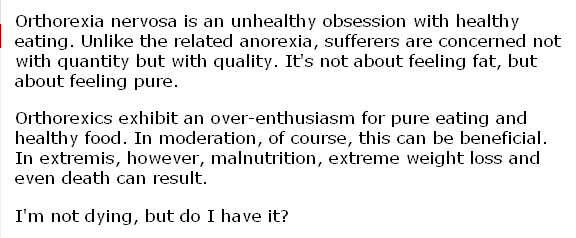 Orthorexia nervosa is an unhealthy obsession with healthy
eating. Unlike the related anorexia, sufferers are concerned not
with quantity but with quality. It's not about feeling fat, but
about feeling pure.
Orthorexics exhibit an over-enthusiasm for pure eating and
healthy food. In moderation, of course, this can be beneficial.
In extremis, however, malnutrition, extreme weight loss and
even death can result.
I'm not dying, but do I have it?